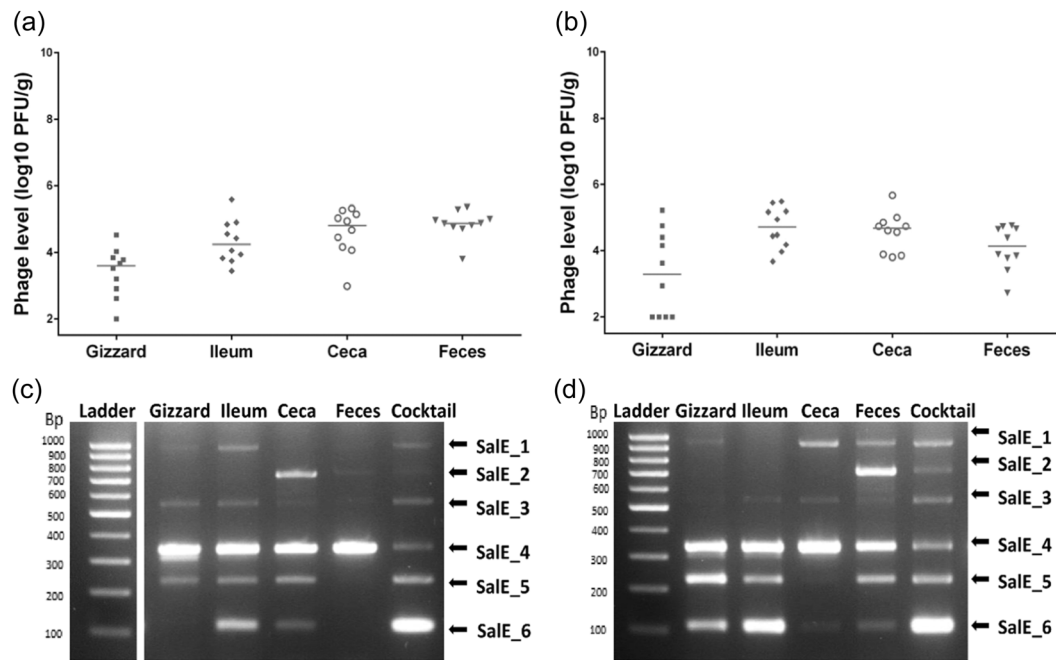 (a)
Phage level (log10 PFU/g)
10
8
6
4
2
Gizzard Ileum Ceca Feces
(b)
Phage level (log10 PFU/g)
10
8
6
4
2
Gizzard Ileum Ceca Feces
(c)
Bp Ladder Gizzard Ileum Ceca Feces Cocktail
1000
900
800
700
600
500
400
300
200
100
SalE_1
SalE_2
SalE_3
SalE_4
SalE_5
SalE_6
(d)
Bp Ladder Gizzard Ileum Ceca Feces Cocktail
1000
900
800
700
600
500
400
300
200
100
SalE_1
SalE_2
SalE_3
SalE_4
SalE_5
SalE_6